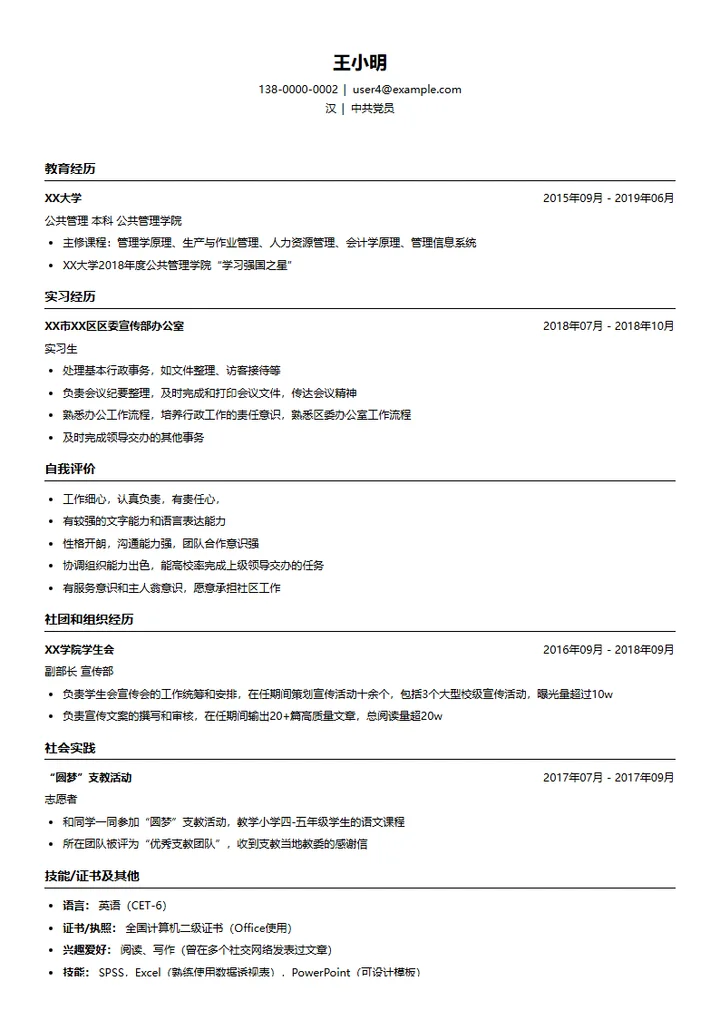 王小明
138-0000-0002 | user4@example.com
汉 | 中共党员
教育经历
XX大学 2015年09月 - 2019年06月
公共管理 本科 公共管理学院
• 主修课程：管理学原理、生产与作业管理、人力资源管理、会计学原理、管理信息系统
• XX大学2018年度公共管理学院“学习强国之星”
实习经历
XX市XX区区委宣传部办公室 2018年07月 - 2018年10月
实习生
• 处理基本行政事务，如文件整理、访客接待等
• 负责会议纪要整理，及时完成和打印会议文件，传达会议精神
• 熟悉办公工作流程，培养行政工作的责任意识，熟悉区委办公室工作流程
• 及时完成领导交办的其他事务
自我评价
• 工作细心，认真负责，有责任心，
• 有较强的文字能力和语言表达能力
• 性格开朗，沟通能力强，团队合作意识强
• 协调组织能力出色，能高校率完成上级领导交办的任务
• 有服务意识和主人翁意识，愿意承担社区工作
社团和组织经历
XX学院学生会 2016年09月 - 2018年09月
副部长 宣传部
• 负责学生会宣传会的工作统筹和安排，在任期间策划宣传活动十余个，包括3个大型校级宣传活动，曝光量超过10w
• 负责宣传文案的撰写和审核，在任期间输出20+篇高质量文章，总阅读量超20w
社会实践
“圆梦”支教活动 2017年07月 - 2017年09月
志愿者
• 和同学一同参加“圆梦”支教活动，教学小学四-五年级学生的语文课程
• 所在团队被评为“优秀支教团队”，收到支教当地教委的感谢信
技能/证书及其他
• 语言： 英语（CET-6）
• 证书/执照： 全国计算机二级证书（Office使用）
• 兴趣爱好： 阅读、写作（曾在多个社交网络发表过文章）
• 技能： SPSS，Excel（熟练使用数据透视表），PowerPoint（可设计模板）